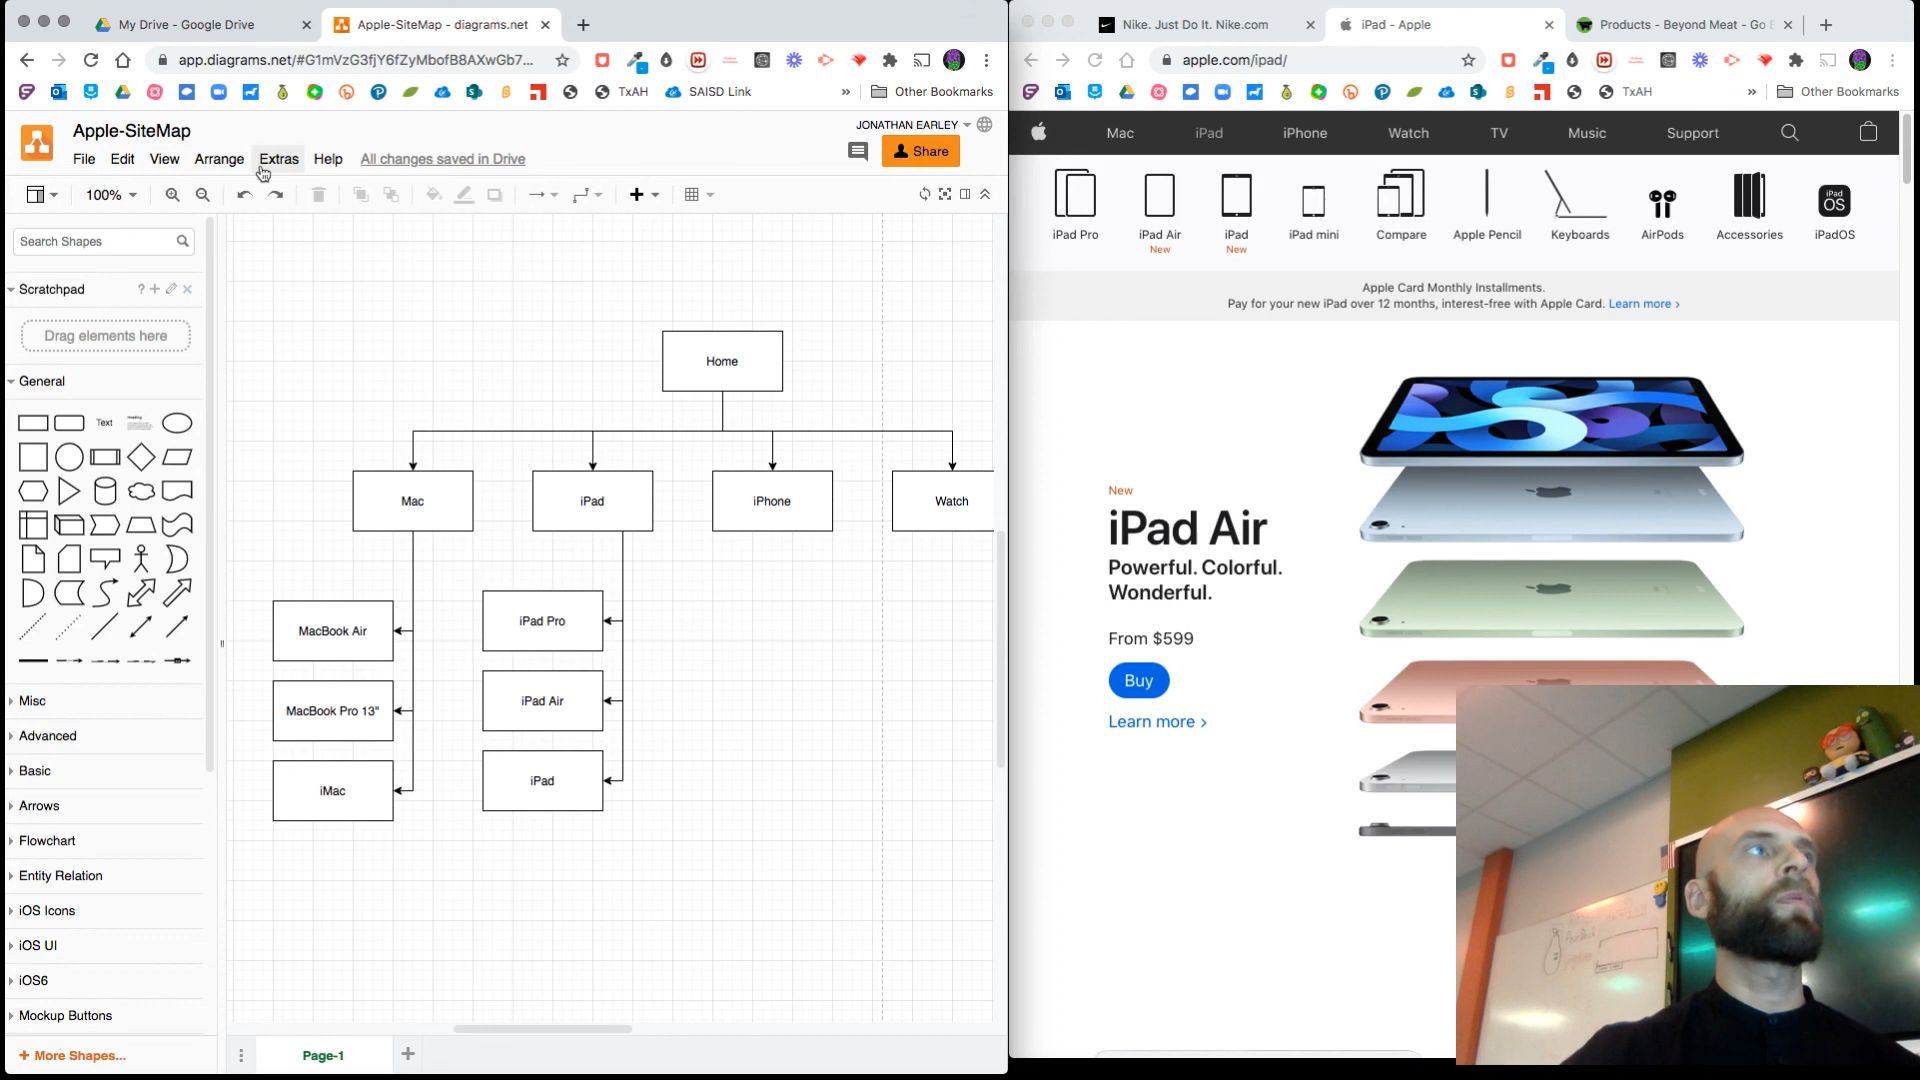 My Drive - Google Drive
Apple-SiteMap - diagrams.net
app.diagrams.net/#G1mVzG3fjY6fZyMbofB8AXwGb7...
TxAH
SAISD Link
»
Other Bookmarks
Apple-SiteMap
JONATHAN EARLEY
File
Edit
View
Arrange
Extras
Help
All changes saved in Drive
Share
100%
Search Shapes
Scratchpad
?
Drag elements here
General
Text
Heading
Misc
Advanced
Basic
Arrows
Flowchart
Entity Relation
iOS Icons
iOS UI
iOS6
Mockup Buttons
+ More Shapes...
Home
Mac
iPad
iPhone
Watch
MacBook Air
MacBook Pro 13"
iMac
iPad Pro
iPad Air
iPad
Page-1
Nike. Just Do It. Nike.com
iPad - Apple
Products - Beyond Meat - Go B
apple.com/ipad/
TxAH
»
Other Bookmarks
Mac
iPad
iPhone
Watch
TV
Music
Support
iPad
OS
iPad Pro
iPad Air
New
iPad
New
iPad mini
Compare
Apple Pencil
Keyboards
AirPods
Accessories
iPadOS
Apple Card Monthly Installments.
Pay for your new iPad over 12 months, interest-free with Apple Card. Learn more >
New
iPad Air
Powerful. Colorful.
Wonderful.
From $599
Buy
Learn more >